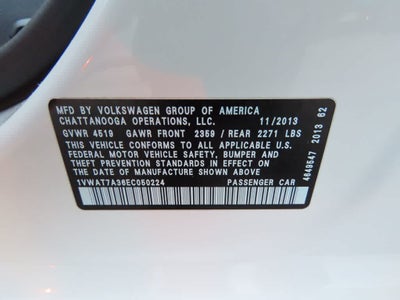 MFD BY VOLKSWAGEN GROUP OF AMERICA
CHATTANOOGA OPERATIONS, LLC. 11/2013
GVWR 4519 GAWR FRONT 2359 / REAR 2271 LBS
THIS VEHICLE CONFORMS TO ALL APPLICABLE U.S.
FEDERAL MOTOR VEHICLE SAFETY, BUMPER AND
THEFT PREVENTION STANDARDS IN EFFECT ON
THE DATE OF MANUFACTURE SHOWN ABOVE
1VWAT7A36EC050224 PASSENGER CAR
4649547 2013 62